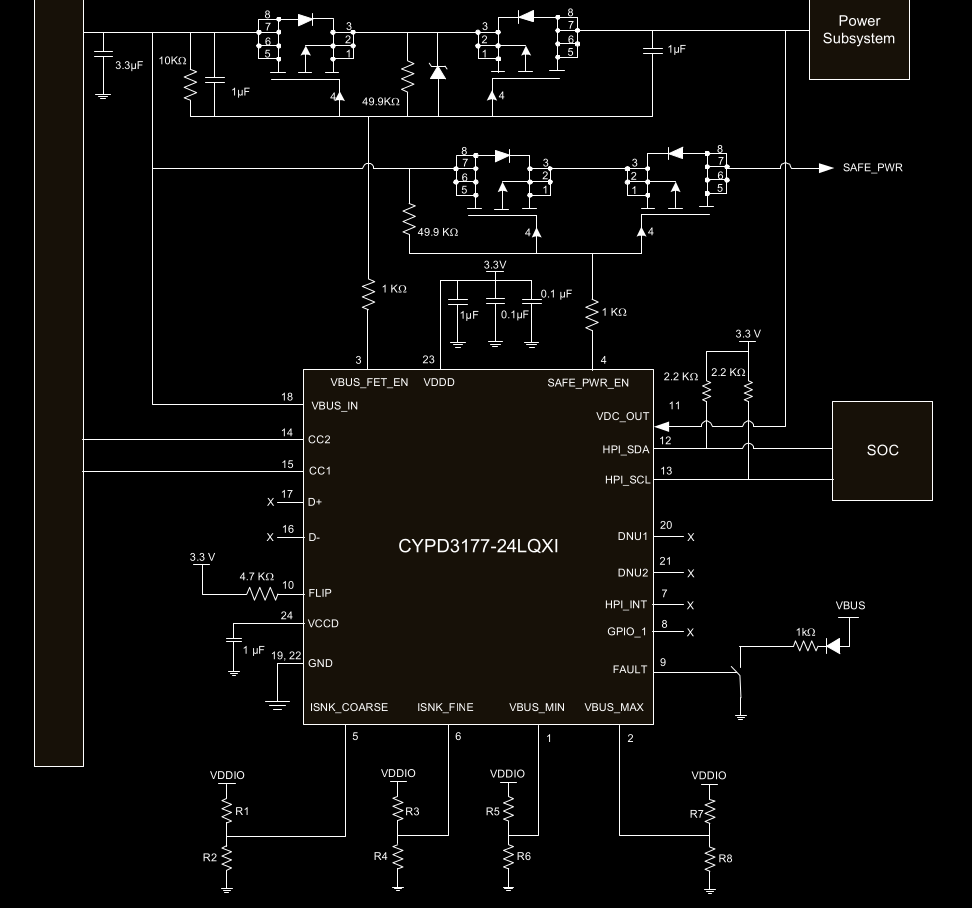 Power
Subsystem
8
7
6
5
3
2
1
3
2
1
8
7
6
5
3.3µF
10KΩ
1µF
4
49.9KΩ
4
1µF
8
7
6
5
3
2
1
3
2
1
8
7
6
5
SAFE_PWR
49.9 KΩ
4
4
3.3V
1 KΩ
1µF
0.1µF
0.1 µF
1 KΩ
3.3 V
2.2 KΩ
2.2 KΩ
3
23
4
VBUS_FET_EN
VDDD
SAFE_PWR_EN
18
VBUS_IN
VDC_OUT
11
14
CC2
HPI_SDA
12
SOC
15
CC1
HPI_SCL
13
X
17
D+
X
16
D-
CYPD3177-24LQXI
DNU1
20
X
DNU2
21
X
3.3 V
4.7 KΩ
10
FLIP
HPI_INT
7
X
24
VCCD
GPIO_1
8
X
VBUS
1kΩ
1 µF
19, 22
GND
FAULT
9
ISNK_COARSE
ISNK_FINE
VBUS_MIN
VBUS_MAX
5
6
1
2
VDDIO
VDDIO
VDDIO
VDDIO
R1
R3
R5
R7
R2
R4
R6
R8